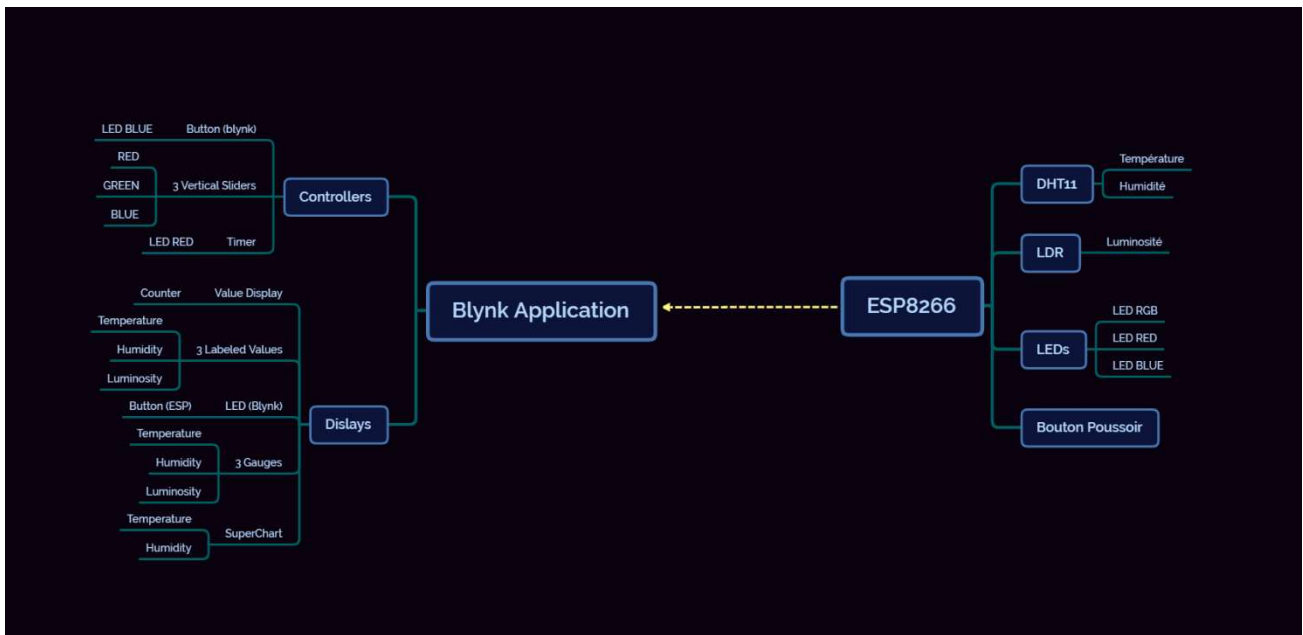 LED BLUE
Button (blynk)
RED
GREEN
BLUE
3 Vertical Sliders
LED RED
Timer
Controllers
Counter
Value Display
Temperature
Humidity
Luminosity
3 Labeled Values
Button (ESP)
LED (Blynk)
Temperature
Humidity
Luminosity
3 Gauges
Temperature
Humidity
SuperChart
Dislays
Blynk Application
ESP8266
DHT11
Température
Humidité
LDR
Luminosité
LEDs
LED RGB
LED RED
LED BLUE
Bouton Poussoir